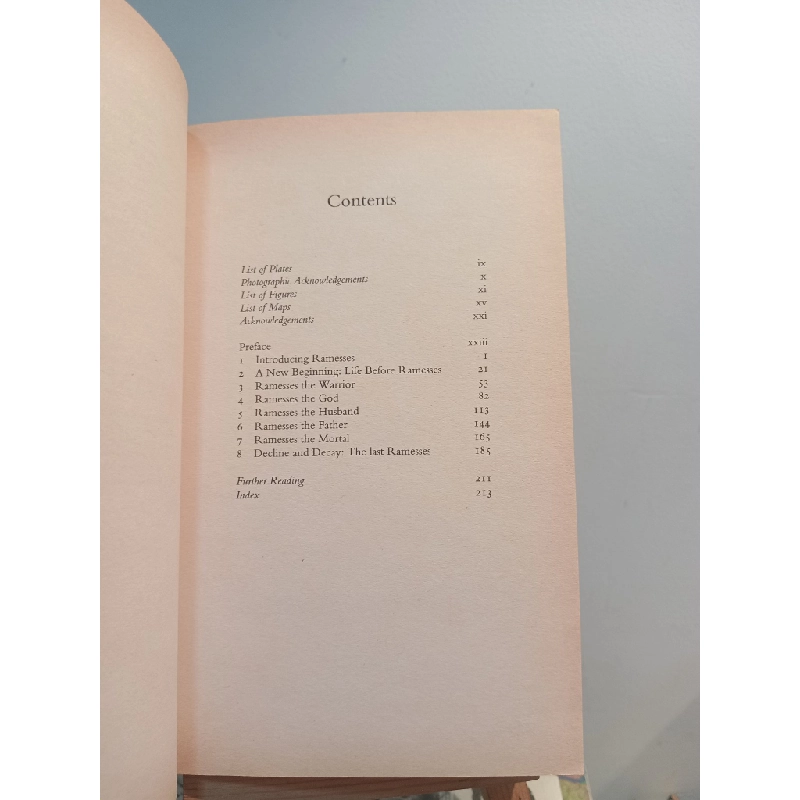 Contents
List of Plates ix
Photographic Acknowledgements x
List of Figures xi
List of Maps xv
Acknowledgements xxi
Preface xxiii
1 Introducing Ramesses 1
2 A New Beginning: Life Before Ramesses 21
3 Ramesses the Warrior 53
4 Ramesses the God 82
5 Ramesses the Husband 113
6 Ramesses the Father 144
7 Ramesses the Mortal 165
8 Decline and Decay: The last Ramesses 185
Further Reading 211
Index 213